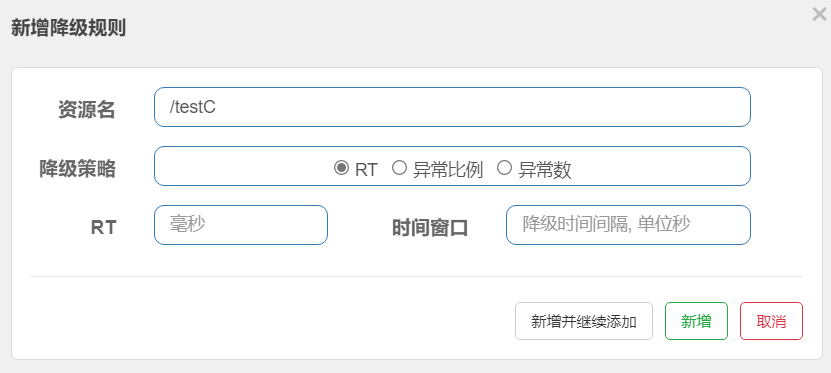 新增降级规则
资源名 /testC
降级策略 RT 异常比例 异常数
RT 毫秒 时间窗口 降级时间间隔, 单位秒
新增并继续添加 新增 取消